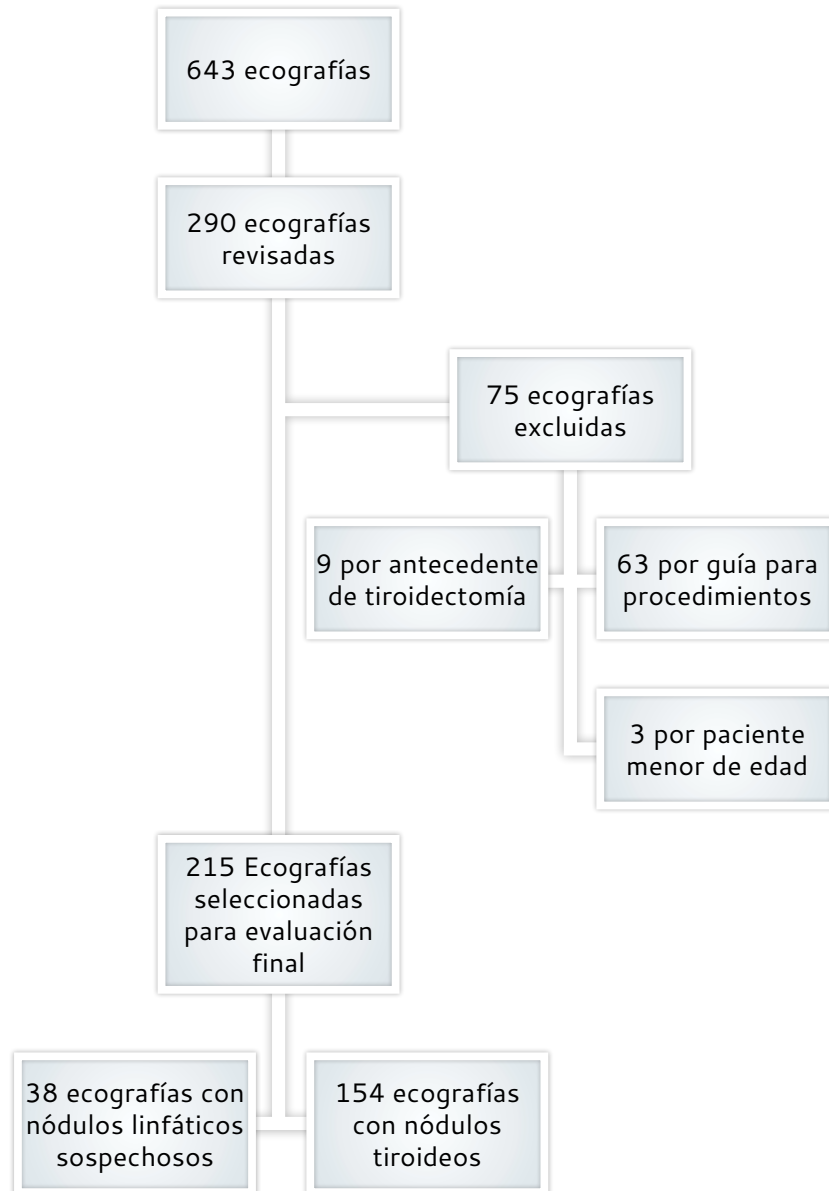 643 ecografías
290 ecografías
revisadas
75 ecografías
excluidas
9 por antecedente
de tiroidectomía
63 por guía para
procedimientos
3 por paciente
menor de edad
215 Ecografías
seleccionadas
para evaluación
final
38 ecografías con
nódulos linfáticos
sospechosos
154 ecografías
con nódulos
tiroideos